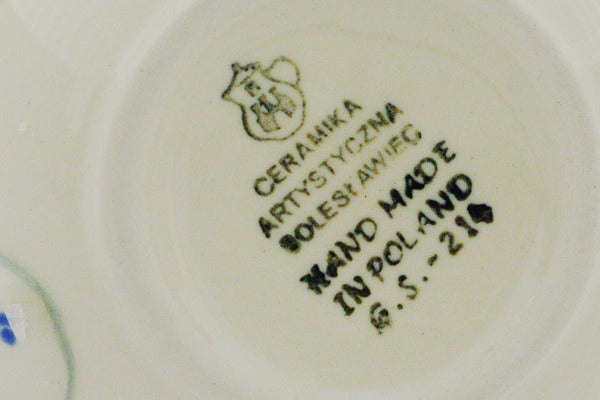 CERAMIKA
ARTYSTYCZNA
BOLESŁAWIEC
HAND MADE
IN POLAND
G.S.-21